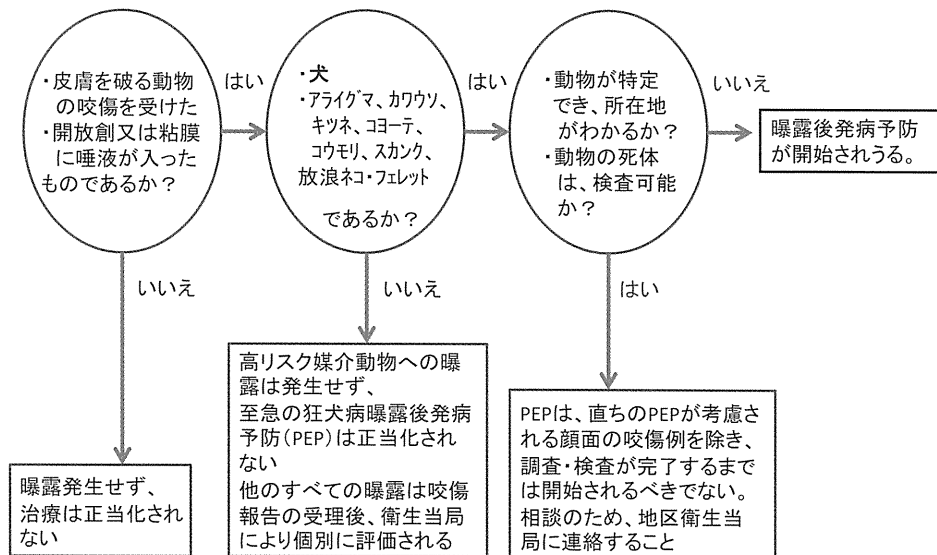 ・皮膚を破る動物
の咬傷を受けた
・開放創又は粘膜
に唾液が入った
ものであるか？
はい
・犬
・アライグマ、カワウソ、
キツネ、コヨーテ、
コウモリ、スカンク、
放浪ネコ・フェレット
であるか？
はい
・動物が特定
でき、所在地
がわかるか？
・動物の死体
は、検査可能
か？
いいえ
曝露後発病予防
が開始されうる。
いいえ
いいえ
はい
曝露発生せず、
治療は正当化され
ない
高リスク媒介動物への曝
露は発生せず、
至急の狂犬病曝露後発病
予防（PEP）は正当化され
ない
他のすべての曝露は咬傷
報告の受理後、衛生当局
により個別に評価される
PEPは、直ちのPEPが考慮さ
れる顔面の咬傷例を除き、
調査・検査が完了するまで
は開始されるべきでない。
相談のため、地区衛生当
局に連絡すること